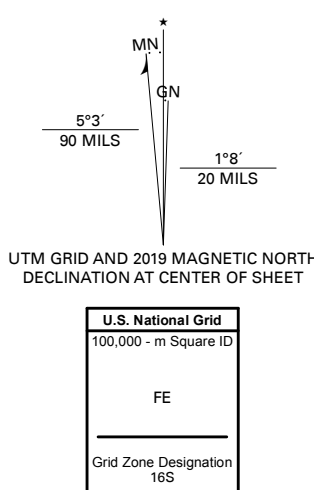 ★
MN
GN
5°3´
90 MILS
1°8´
20 MILS
UTM GRID AND 2019 MAGNETIC NORTH
DECLINATION AT CENTER OF SHEET
U.S. National Grid
100,000 - m Square ID
FE
Grid Zone Designation
16S